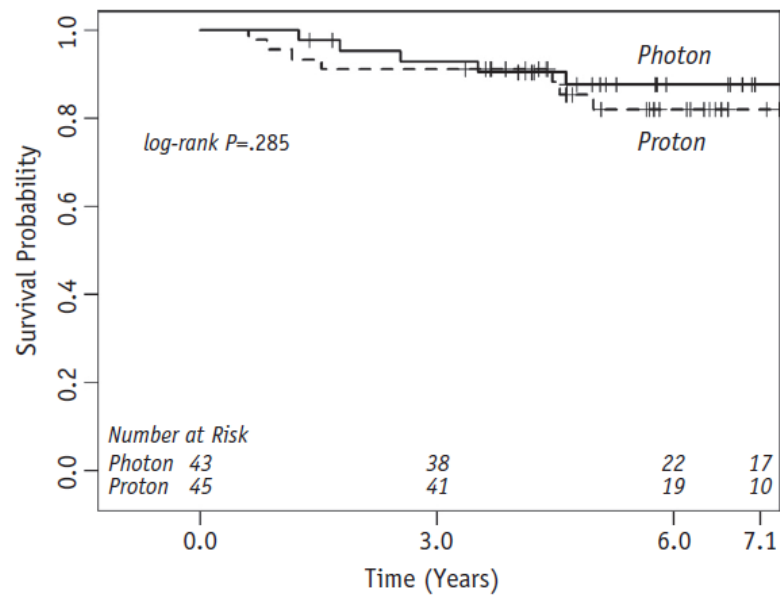 1.0
0.8
0.6
0.4
0.2
0.0
Survival Probability
Photon
Proton
log-rank P=.285
Number at Risk
Photon 43 38 22 17
Proton 45 41 19 10
0.0 3.0 6.0 7.1
Time (Years)